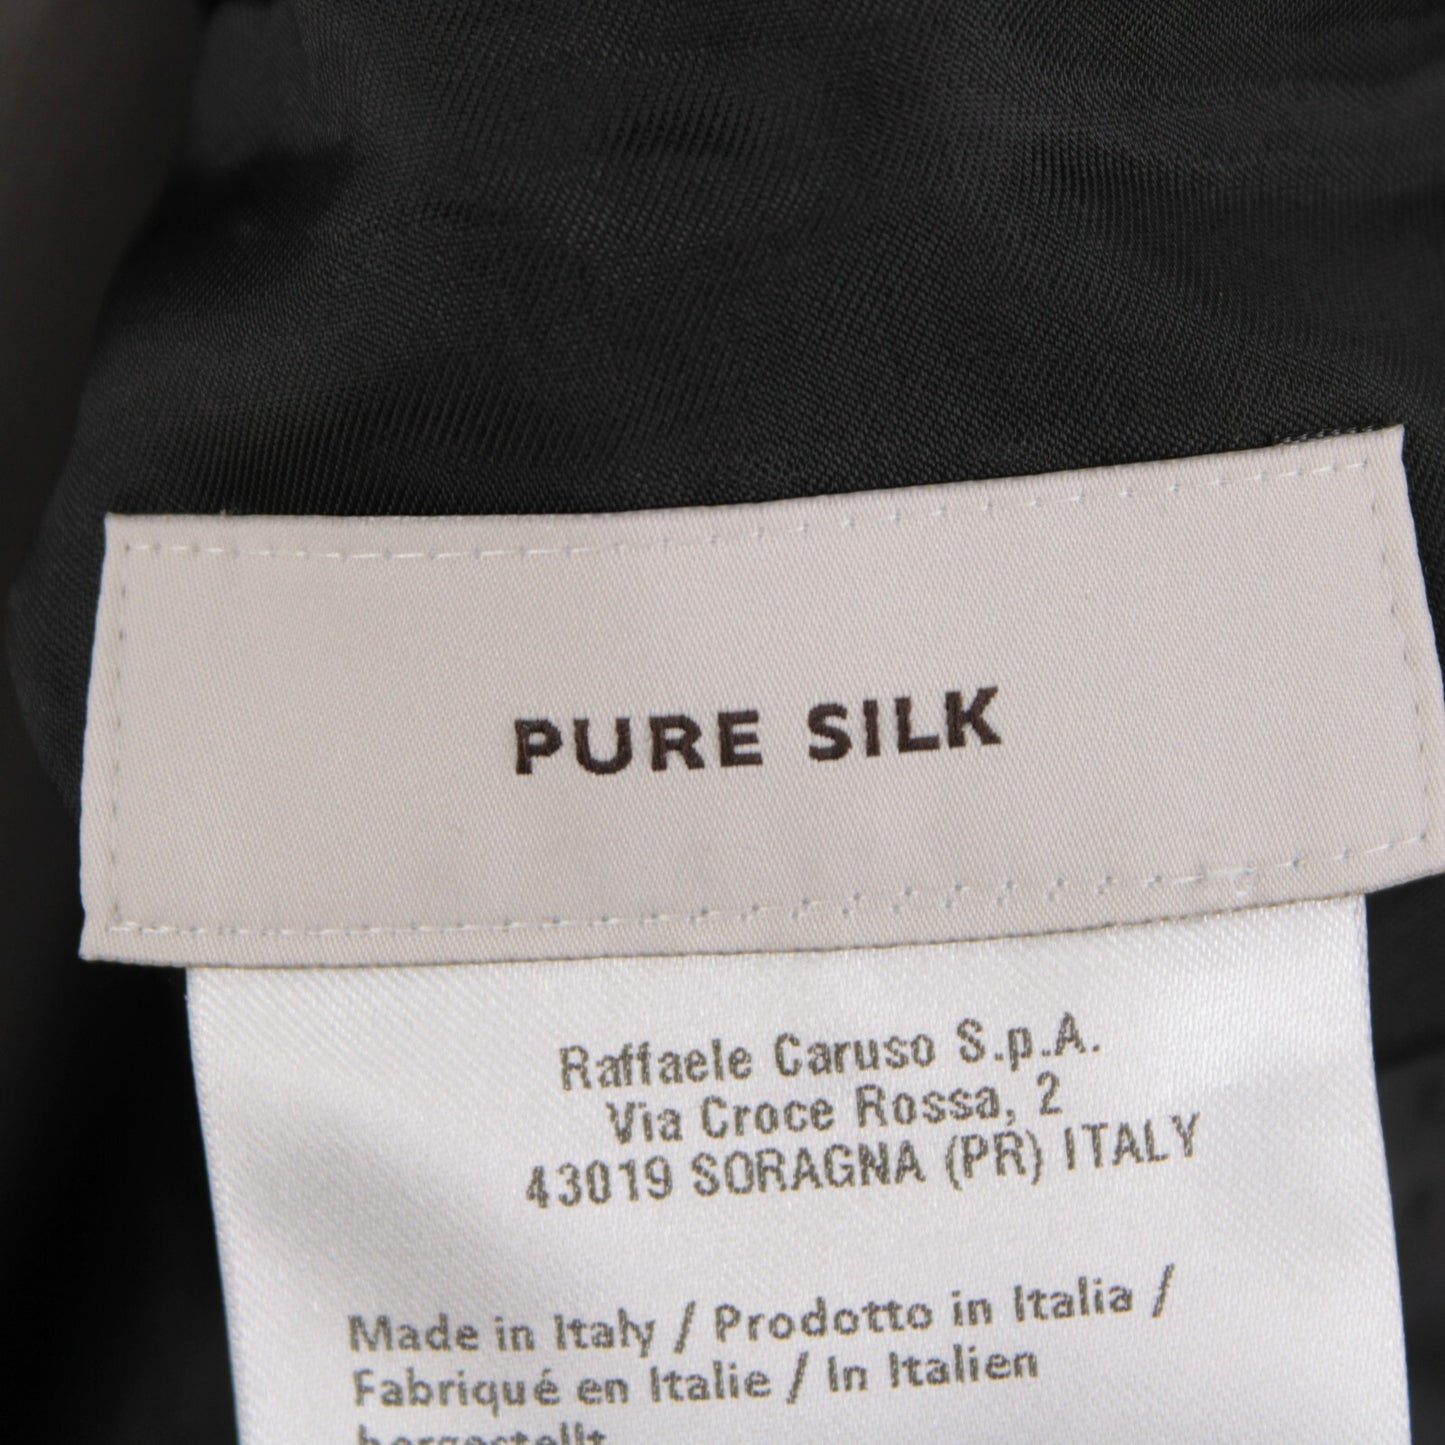 PURE SILK
Raffaele Caruso S.p.A.
Via Croce Rossa, 2
43019 SORAGNA (PR) ITALY
Made in Italy / Prodotto in Italia /
Fabriqué en Italie / In Italien
hergestellt